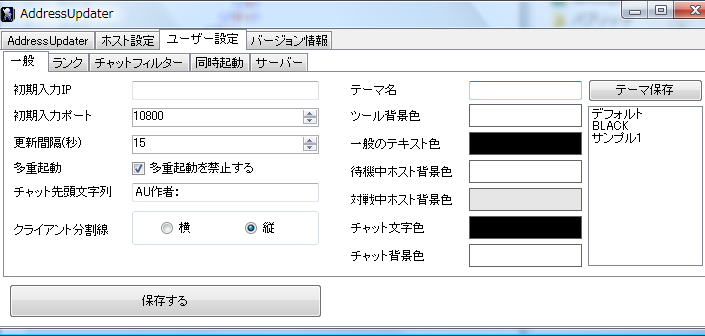 AddressUpdater
AddressUpdater ホスト設定 ユーザー設定 バージョン情報
一般 ランク チャットフィルター 同時起動 サーバー
初期入力IP
初期入力ポート 10800
更新間隔(秒) 15
多重起動 多重起動を禁止する
チャット先頭文字列 AU作者:
クライアント分割線 横 縦
テーマ名 テーマ保存
ツール背景色
一般のテキスト色
待機中ホスト背景色
対戦中ホスト背景色
チャット文字色
チャット背景色
デフォルト
BLACK
サンプル1
保存する